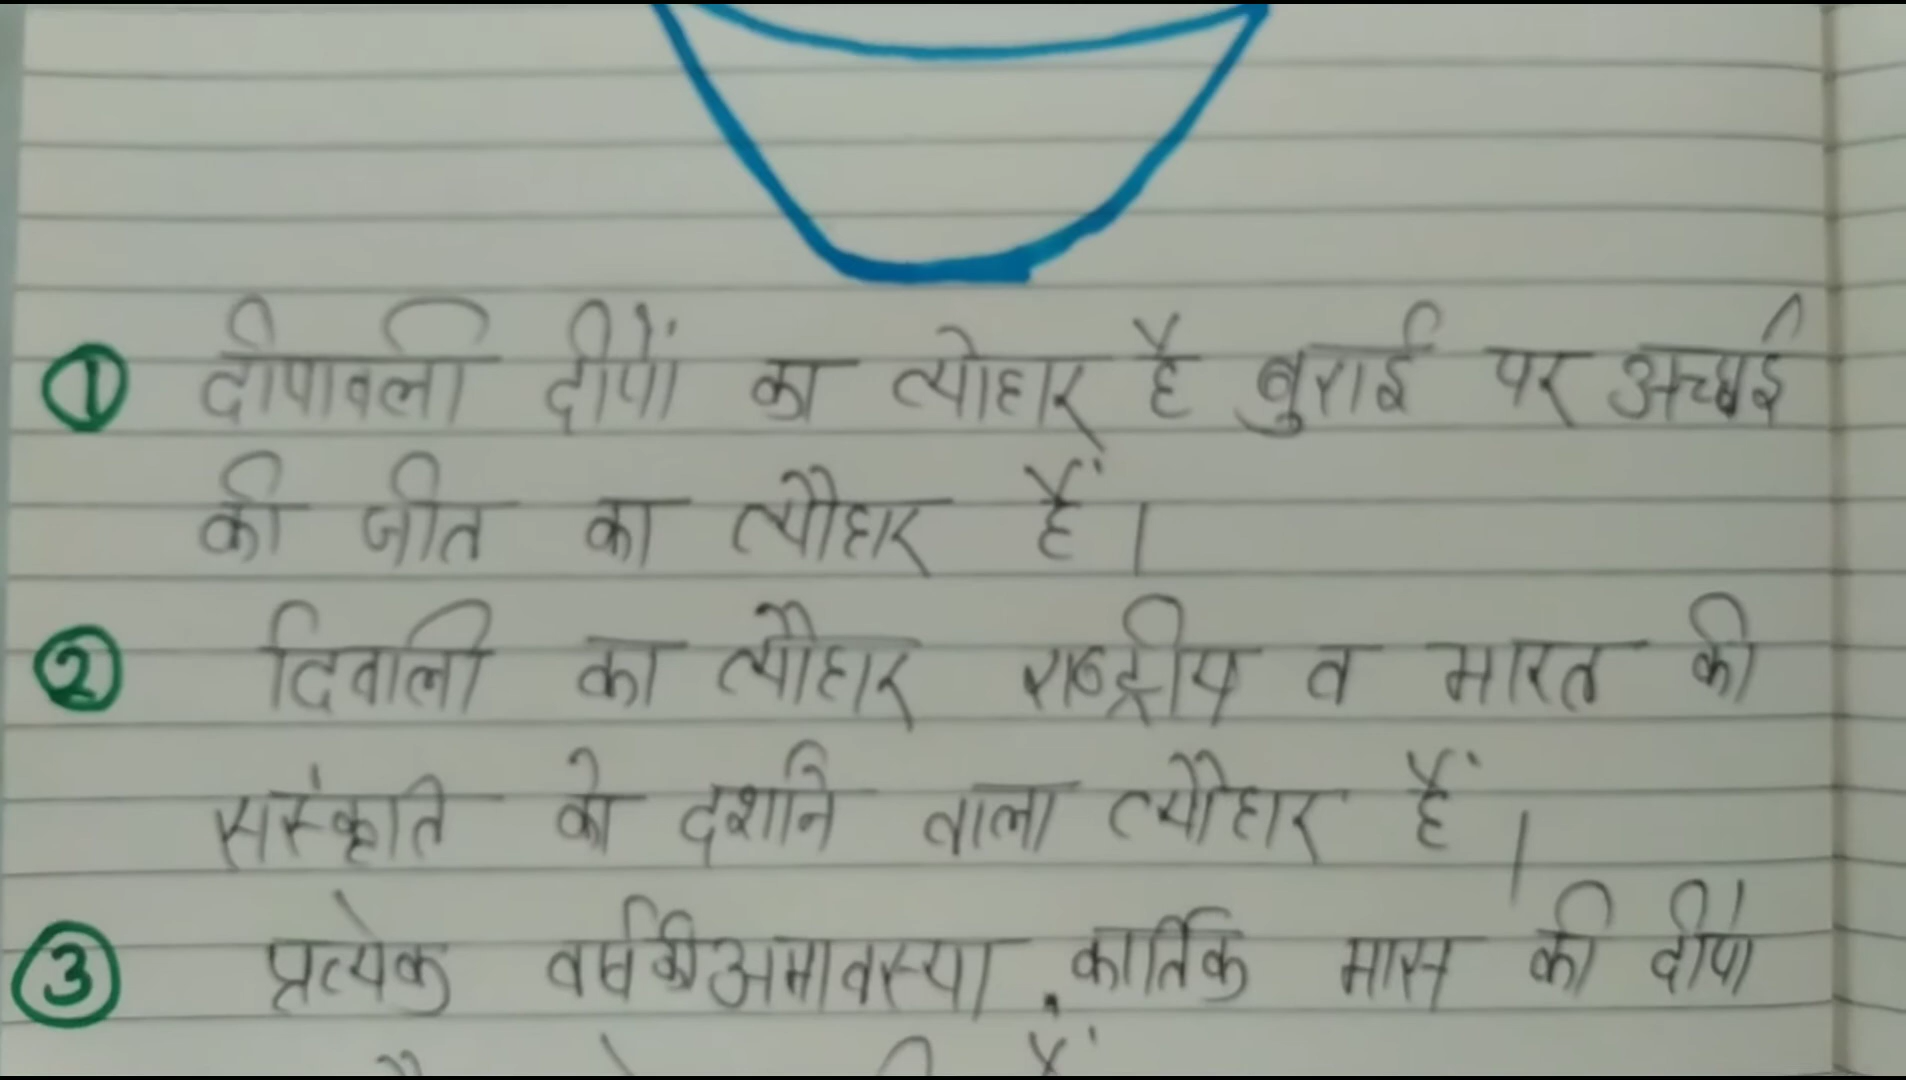 ① दीपावली दीपों का त्योहार है बुराई पर अच्छाई
की जीत का त्यौहार हैं।
② दिवाली का त्यौहार राष्ट्रीय व भारत की
संस्कृति को दर्शाने वाला त्यौहार हैं।
③ प्रत्येक वर्ष की अमावस्या कार्तिक मास की दीपो